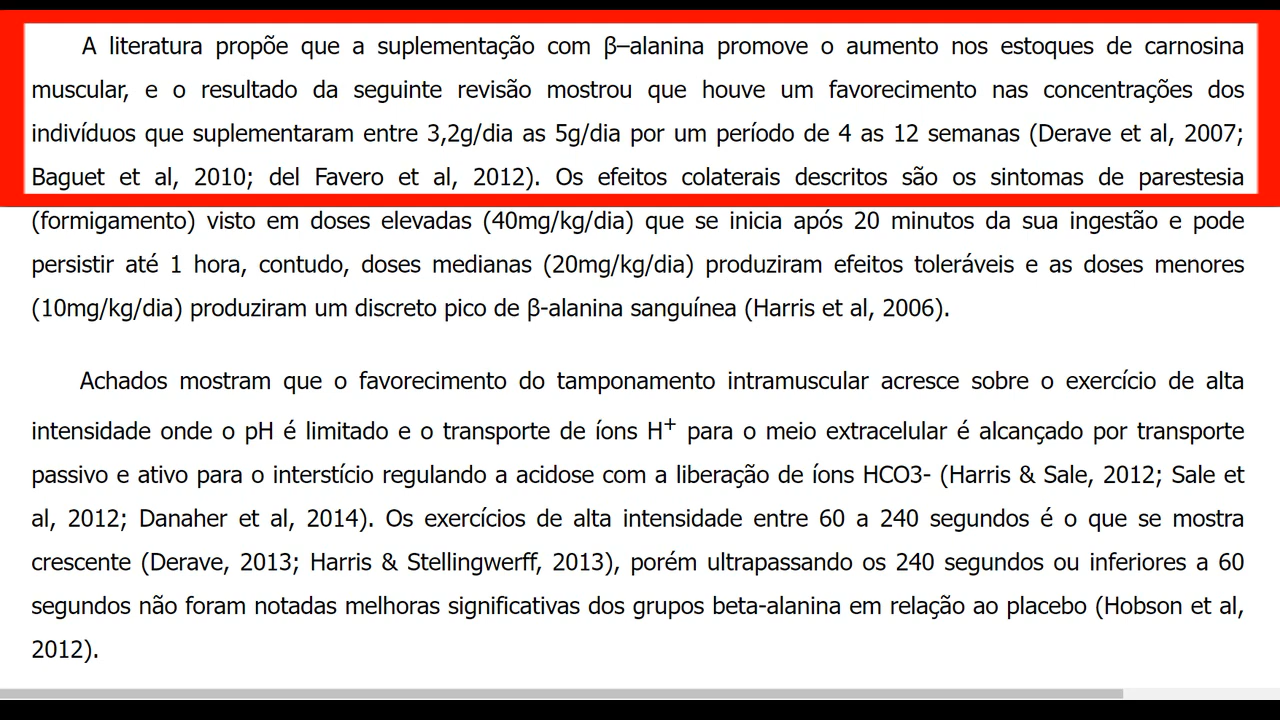 A literatura propõe que a suplementação com β–alanina promove o aumento nos estoques de carnosina
muscular, e o resultado da seguinte revisão mostrou que houve um favorecimento nas concentrações dos
indivíduos que suplementaram entre 3,2g/dia as 5g/dia por um período de 4 as 12 semanas (Derave et al, 2007;
Baguet et al, 2010; del Favero et al, 2012). Os efeitos colaterais descritos são os sintomas de parestesia
(formigamento) visto em doses elevadas (40mg/kg/dia) que se inicia após 20 minutos da sua ingestão e pode
persistir até 1 hora, contudo, doses medianas (20mg/kg/dia) produziram efeitos toleráveis e as doses menores
(10mg/kg/dia) produziram um discreto pico de β-alanina sanguínea (Harris et al, 2006).
Achados mostram que o favorecimento do tamponamento intramuscular acresce sobre o exercício de alta
intensidade onde o pH é limitado e o transporte de íons H⁺ para o meio extracelular é alcançado por transporte
passivo e ativo para o interstício regulando a acidose com a liberação de íons HCO3- (Harris & Sale, 2012; Sale et
al, 2012; Danaher et al, 2014). Os exercícios de alta intensidade entre 60 a 240 segundos é o que se mostra
crescente (Derave, 2013; Harris & Stellingwerff, 2013), porém ultrapassando os 240 segundos ou inferiores a 60
segundos não foram notadas melhoras significativas dos grupos beta-alanina em relação ao placebo (Hobson et al,
2012).